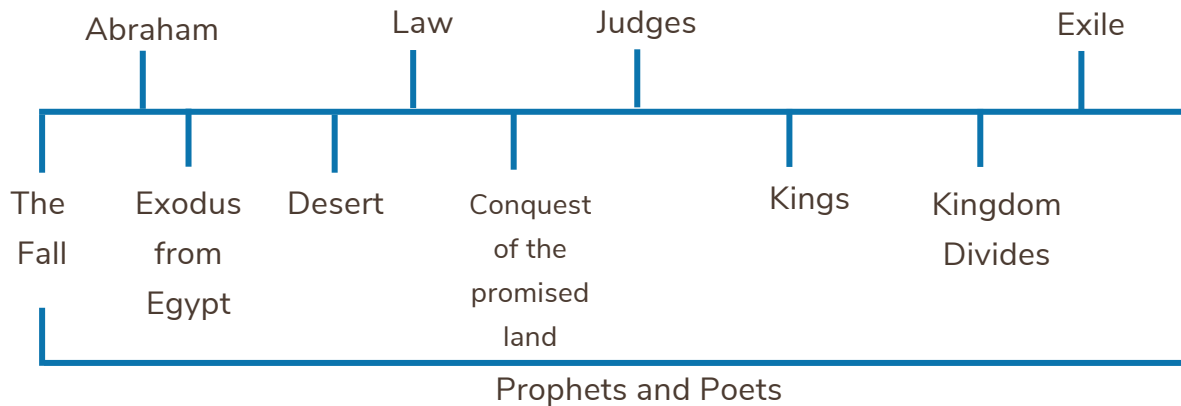 Abraham
Law
Judges
Exile
The
Fall
Exodus
from
Egypt
Desert
Conquest
of the
promised
land
Kings
Kingdom
Divides
Prophets and Poets